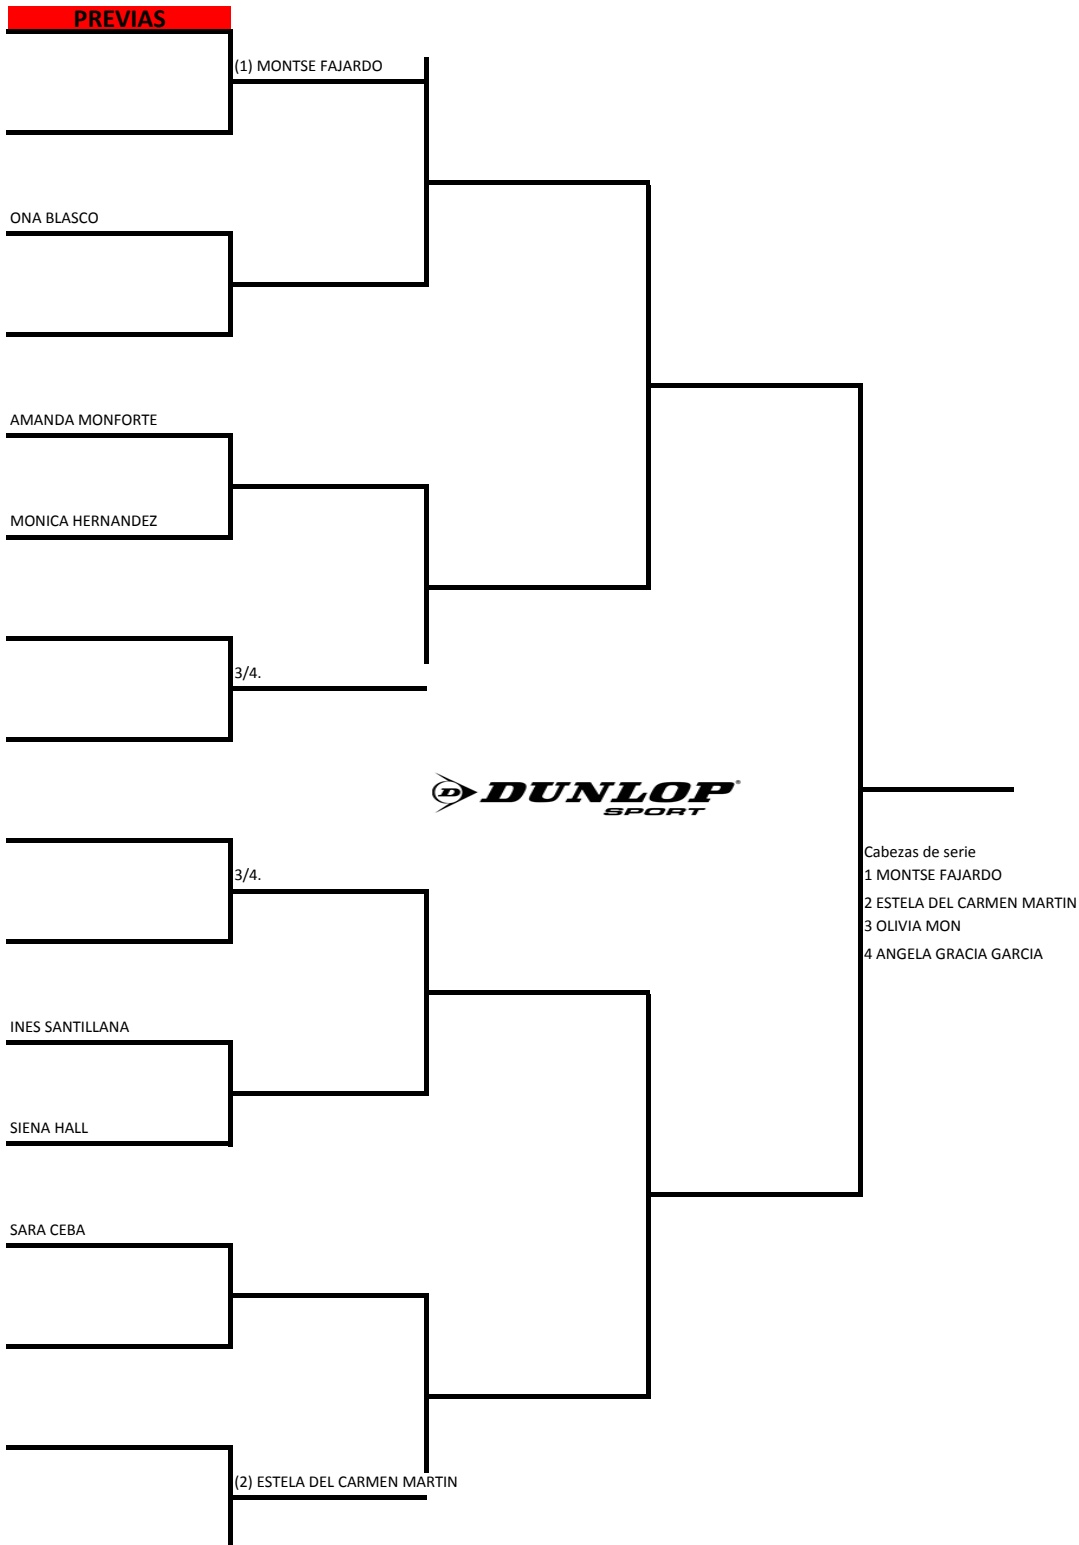 PREVIAS
(1) MONTSE FAJARDO
ONA BLASCO
AMANDA MONFORTE
MONICA HERNANDEZ
3/4.
D DUNLOP
SPORT
3/4.
Cabezas de serie
1 MONTSE FAJARDO
2 ESTELA DEL CARMEN MARTIN
3 OLIVIA MON
4 ANGELA GRACIA GARCIA
INES SANTILLANA
SIENA HALL
SARA CEBA
(2) ESTELA DEL CARMEN MARTIN